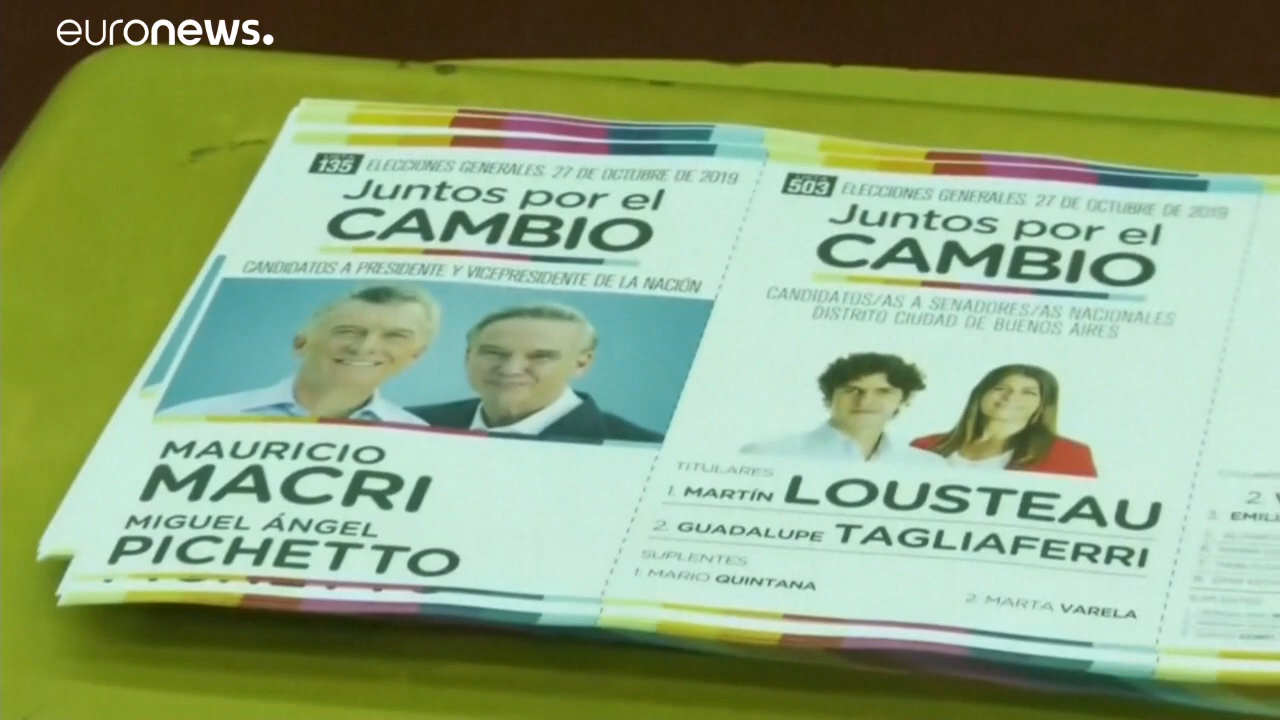 euronews.
135 ELECCIONES GENERALES, 27 DE OCTUBRE DE 2019
Juntos por el
CAMBIO
CANDIDATOS A PRESIDENTE Y VICEPRESIDENTE DE LA NACIÓN
MAURICIO
MACRI
MIGUEL ÁNGEL
PICHETTO
503 ELECCIONES GENERALES 27 DE OCTUBRE DE 2019
Juntos por el
CAMBIO
CANDIDATOS/AS A SENADORES/AS NACIONALES
DISTRITO CIUDAD DE BUENOS AIRES
TITULARES
1. MARTÍN LOUSTEAU
2. GUADALUPE TAGLIAFERRI
SUPLENTES
1. MARIO QUINTANA
2. MARTA VARELA
2.
3.